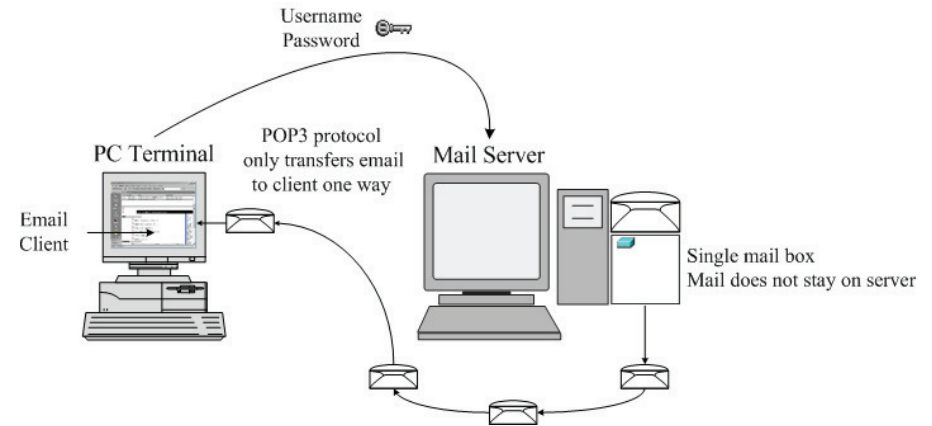 Username
Password
POP3 protocol
only transfers email
to client one way
PC Terminal
Mail Server
Email
Client
Single mail box
Mail does not stay on server